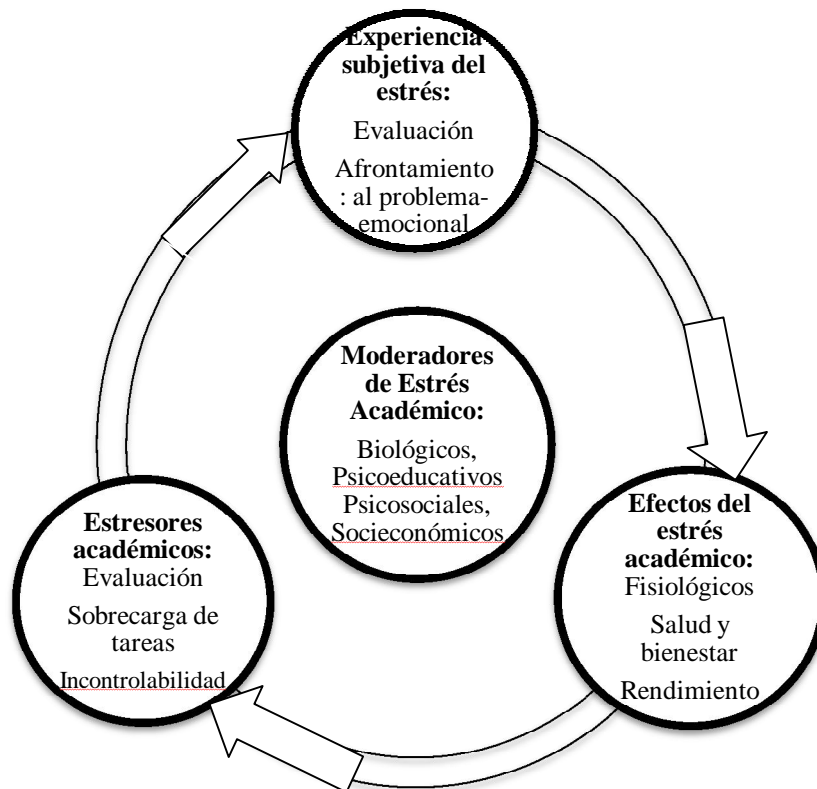 Experiencia
subjetiva del
estrés:
Evaluación
Afrontamiento
: al problema-
emocional
Moderadores
de Estrés
Académico:
Biológicos,
Psicoeducativos
Psicosociales,
Socieconómicos
Estresores
académicos:
Evaluación
Sobrecarga de
tareas
Incontrolabilidad
Efectos del
estrés
académico:
Fisiológicos
Salud y
bienestar
Rendimiento